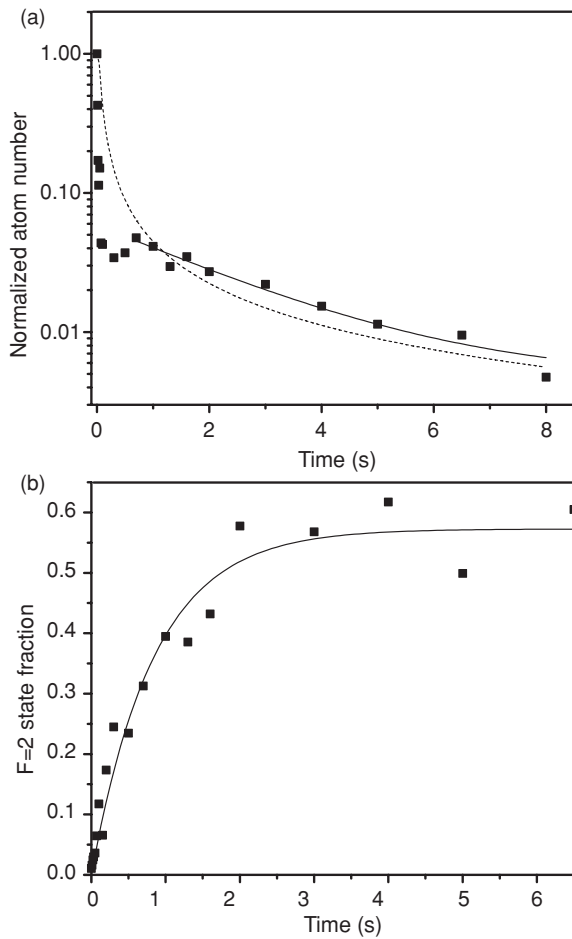 (a)
1.00
0.10
0.01
Normalized atom number
0 2 4 6 8
Time (s)
(b)
0.6
0.5
0.4
0.3
0.2
0.1
0.0
F=2 state fraction
0 1 2 3 4 5 6
Time (s)